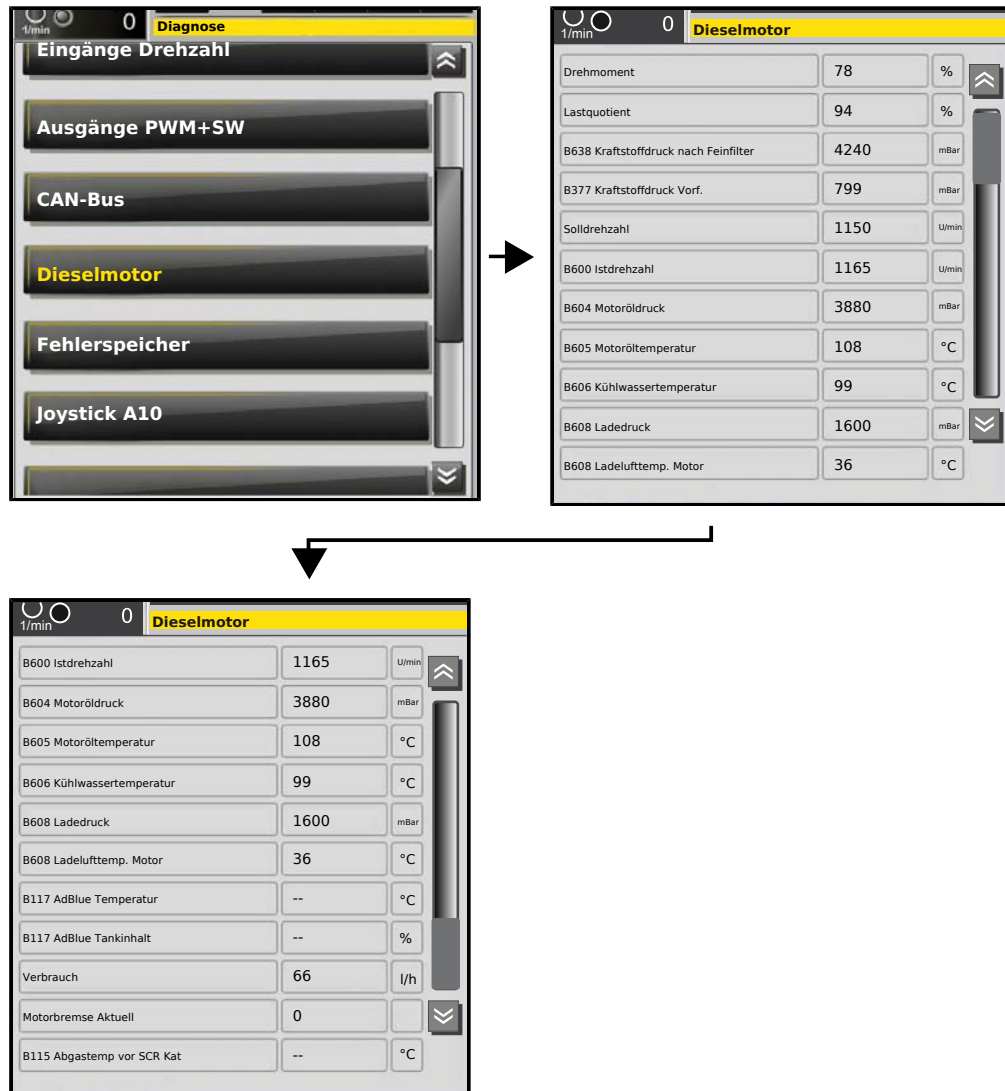 1/min 0 Diagnose
Eingänge Drehzahl
Ausgänge PWM+SW
CAN-Bus
Dieselmotor
Fehlerspeicher
Joystick A10
1/min 0 Dieselmotor
Drehmoment 78 %
Lastquotient 94 %
B638 Kraftstoffdruck nach Feinfilter 4240 mBar
B377 Kraftstoffdruck Vorf. 799 mBar
Solldrehzahl 1150 U/min
B600 Istdrehzahl 1165 U/min
B604 Motoröldruck 3880 mBar
B605 Motoröltemperatur 108 °C
B606 Kühlwassertemperatur 99 °C
B608 Ladedruck 1600 mBar
B608 Ladelufttemp. Motor 36 °C
1/min 0 Dieselmotor
B600 Istdrehzahl 1165 U/min
B604 Motoröldruck 3880 mBar
B605 Motoröltemperatur 108 °C
B606 Kühlwassertemperatur 99 °C
B608 Ladedruck 1600 mBar
B608 Ladelufttemp. Motor 36 °C
B117 AdBlue Temperatur -- °C
B117 AdBlue Tankinhalt -- %
Verbrauch 66 l/h
Motorbremse Aktuell 0
B115 Abgastemp vor SCR Kat -- °C